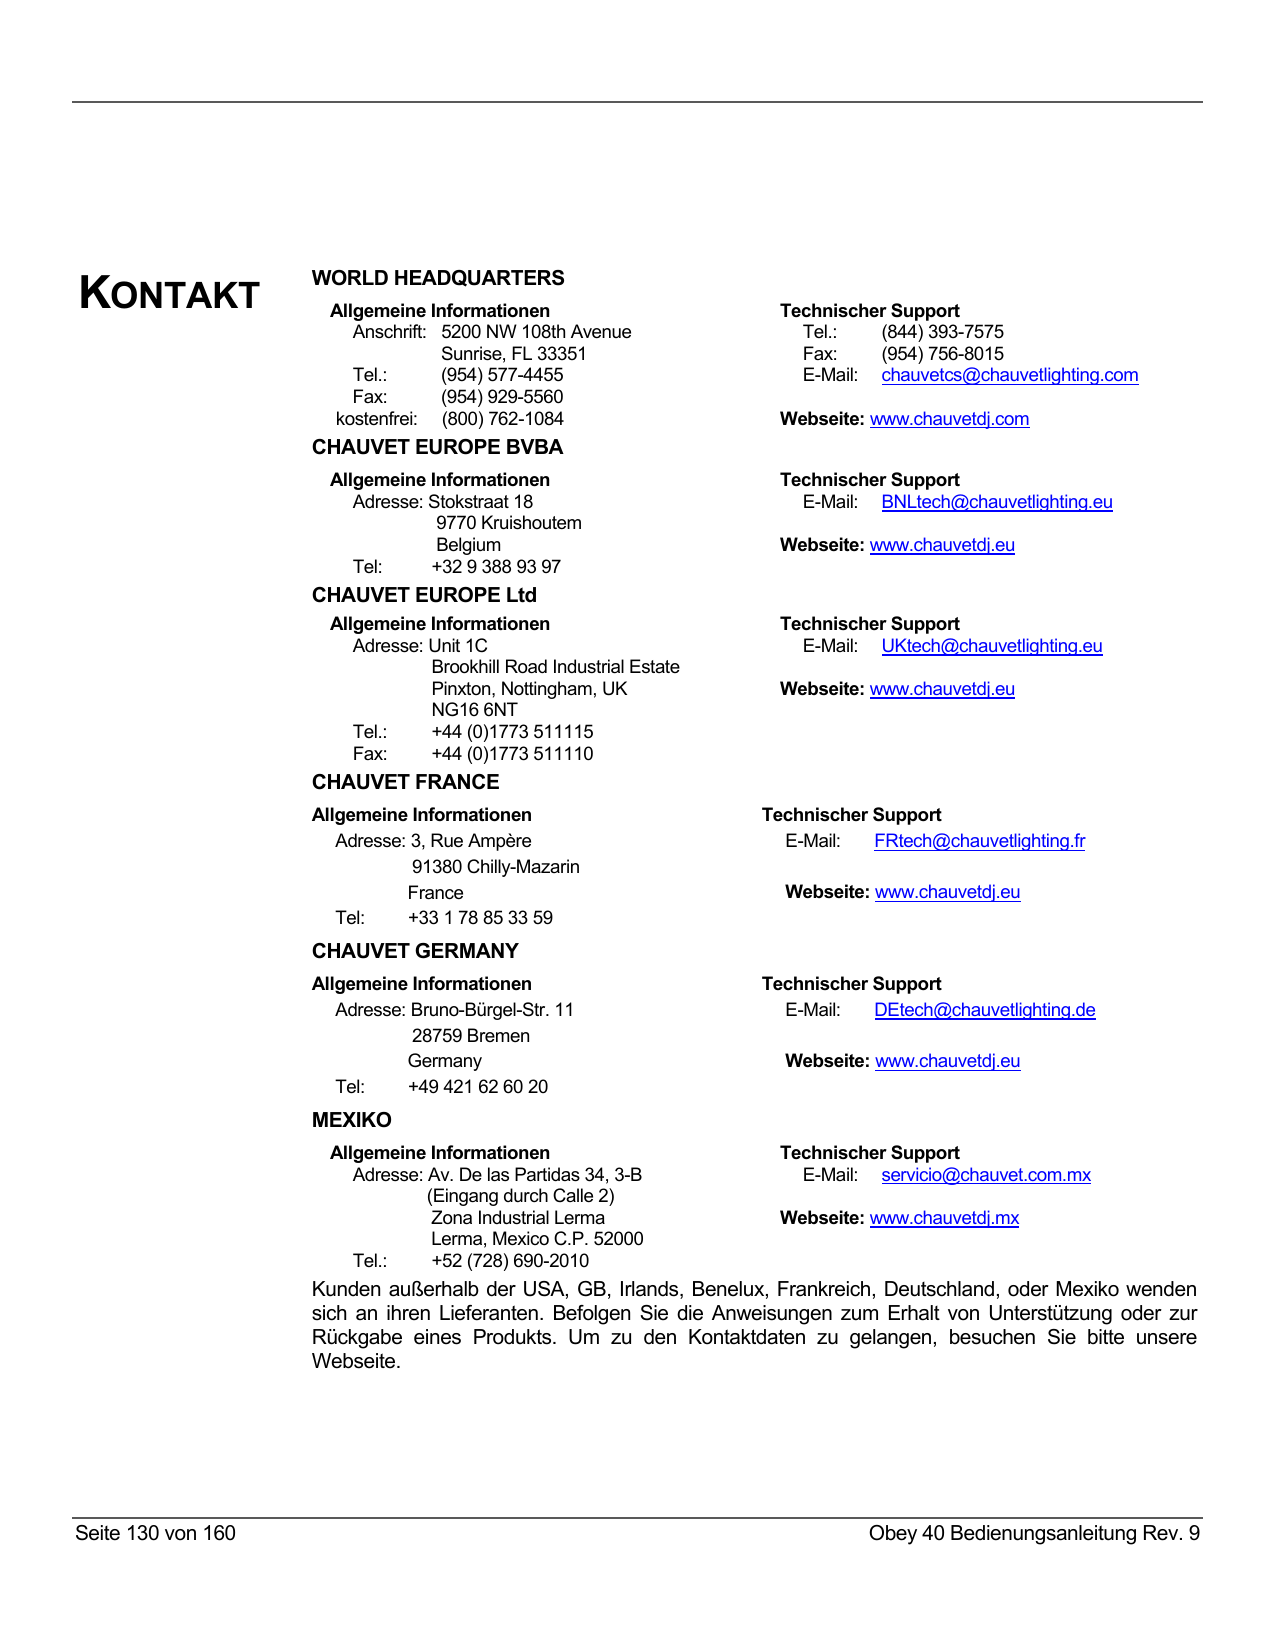 KONTAKT
WORLD HEADQUARTERS
Allgemeine Informationen
Anschrift: 5200 NW 108th Avenue
Sunrise, FL 33351
Tel.: (954) 577-4455
Fax: (954) 929-5560
kostenfrei: (800) 762-1084
Technischer Support
Tel.: (844) 393-7575
Fax: (954) 756-8015
E-Mail: chauvetcs@chauvetlighting.com
Webseite: www.chauvetdj.com
CHAUVET EUROPE BVBA
Allgemeine Informationen
Adresse: Stokstraat 18
9770 Kruishoutem
Belgium
Tel: +32 9 388 93 97
Technischer Support
E-Mail: BNLtech@chauvetlighting.eu
Webseite: www.chauvetdj.eu
CHAUVET EUROPE Ltd
Allgemeine Informationen
Adresse: Unit 1C
Brookhill Road Industrial Estate
Pinxton, Nottingham, UK
NG16 6NT
Tel.: +44 (0)1773 511115
Fax: +44 (0)1773 511110
Technischer Support
E-Mail: UKtech@chauvetlighting.eu
Webseite: www.chauvetdj.eu
CHAUVET FRANCE
Allgemeine Informationen
Adresse: 3, Rue Ampère
91380 Chilly-Mazarin
France
Tel: +33 1 78 85 33 59
Technischer Support
E-Mail: FRtech@chauvetlighting.fr
Webseite: www.chauvetdj.eu
CHAUVET GERMANY
Allgemeine Informationen
Adresse: Bruno-Bürgel-Str. 11
28759 Bremen
Germany
Tel: +49 421 62 60 20
Technischer Support
E-Mail: DEtech@chauvetlighting.de
Webseite: www.chauvetdj.eu
MEXIKO
Allgemeine Informationen
Adresse: Av. De las Partidas 34, 3-B
(Eingang durch Calle 2)
Zona Industrial Lerma
Lerma, Mexico C.P. 52000
Tel.: +52 (728) 690-2010
Technischer Support
E-Mail: servicio@chauvet.com.mx
Webseite: www.chauvetdj.mx
Kunden außerhalb der USA, GB, Irlands, Benelux, Frankreich, Deutschland, oder Mexiko wenden
sich an ihren Lieferanten. Befolgen Sie die Anweisungen zum Erhalt von Unterstützung oder zur
Rückgabe eines Produkts. Um zu den Kontaktdaten zu gelangen, besuchen Sie bitte unsere
Webseite.
Seite 130 von 160
Obey 40 Bedienungsanleitung Rev. 9